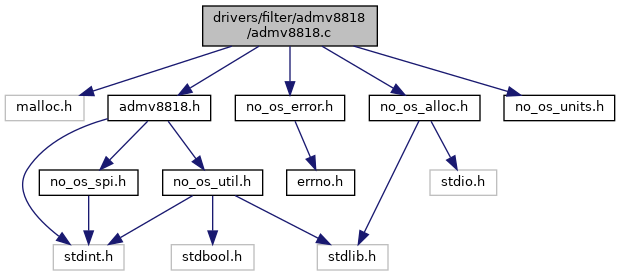 drivers/filter/admv8818
/admv8818.c
malloc.h
admv8818.h
no_os_error.h
no_os_alloc.h
no_os_units.h
no_os_spi.h
no_os_util.h
errno.h
stdio.h
stdint.h
stdbool.h
stdlib.h